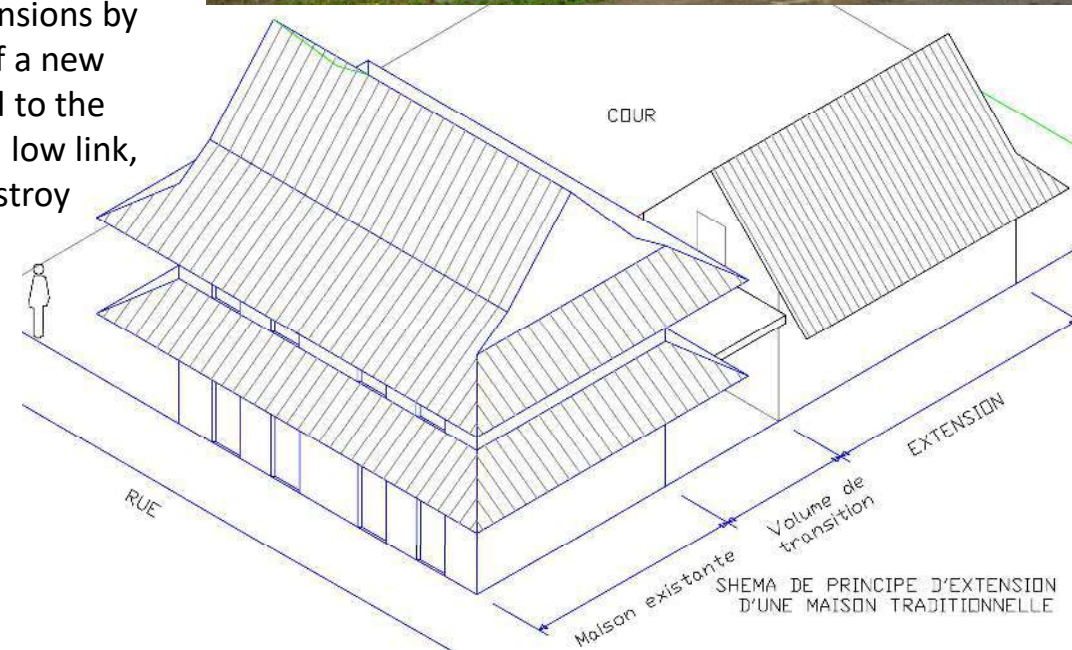 nsions by
f a new
l to the
low link,
stroy
COUR
RUE
EXTENSION
Volume de
transition
Maison existante
SHEMA DE PRINCIPE D'EXTENSION
D'UNE MAISON TRADITIONNELLE